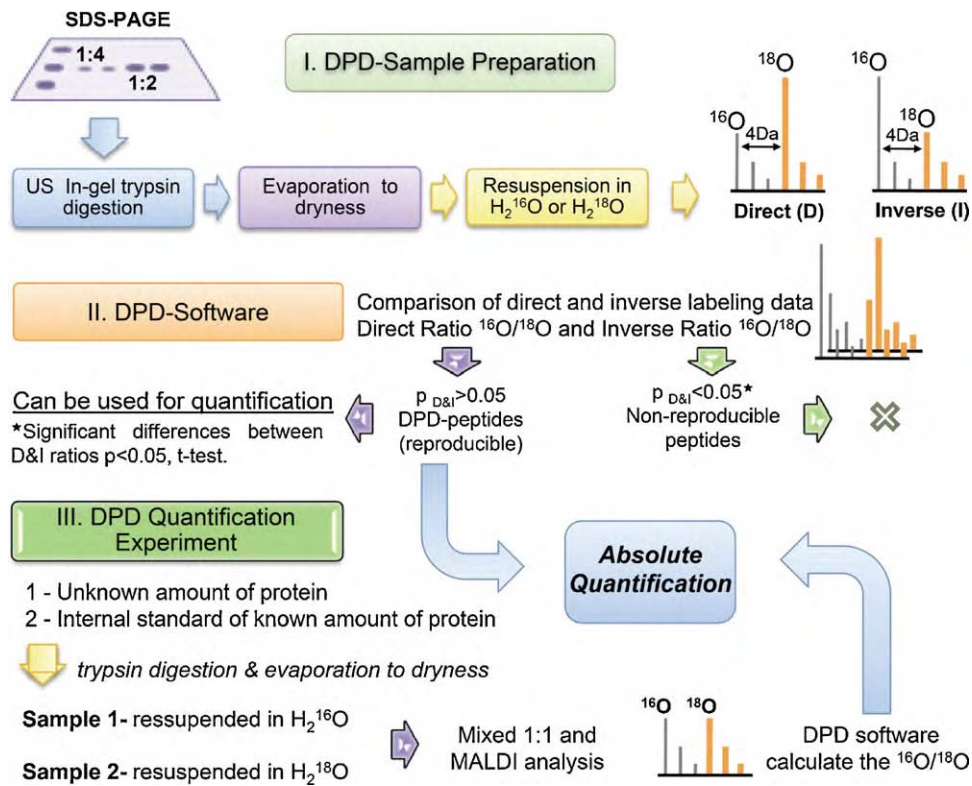 SDS-PAGE
1:4
1:2
I. DPD-Sample Preparation
US In-gel trypsin
digestion
Evaporation to
dryness
Resuspension in
H₂¹⁶O or H₂¹⁸O
¹⁶O
¹⁸O
4Da
Direct (D)
¹⁶O
¹⁸O
4Da
Inverse (I)
II. DPD-Software
Comparison of direct and inverse labeling data
Direct Ratio ¹⁶O/¹⁸O and Inverse Ratio ¹⁶O/¹⁸O
p D&I>0.05
DPD-peptides
(reproducible)
p D&I<0.05*
Non-reproducible
peptides
Can be used for quantification
*Significant differences between
D&I ratios p<0.05, t-test.
III. DPD Quantification
Experiment
Absolute
Quantification
1 - Unknown amount of protein
2 - Internal standard of known amount of protein
trypsin digestion & evaporation to dryness
Sample 1- ressupended in H₂¹⁶O
Sample 2- resuspended in H₂¹⁸O
Mixed 1:1 and
MALDI analysis
¹⁶O ¹⁸O
DPD software
calculate the ¹⁶O/¹⁸O